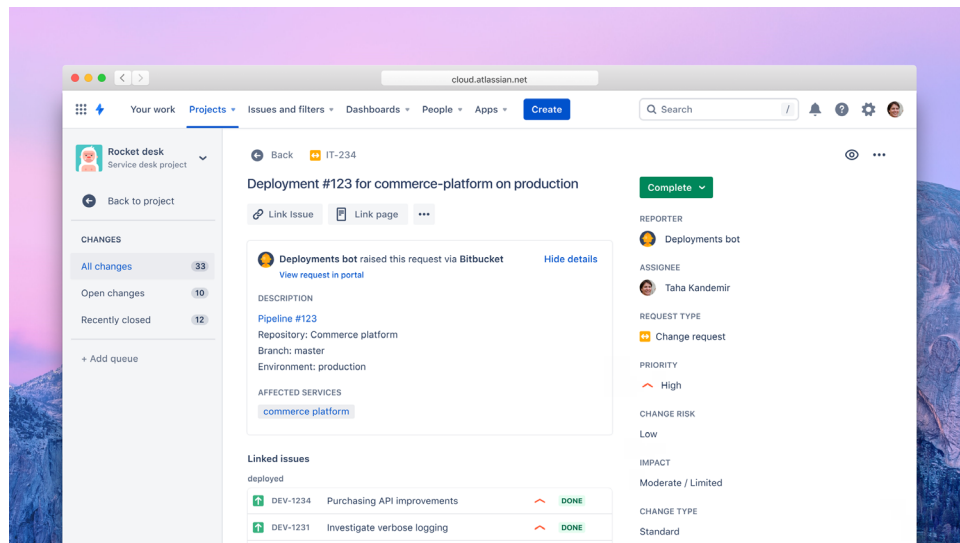 cloud.atlassian.net
Your work Projects Issues and filters Dashboards People Apps Create Search /
Rocket desk
Service desk project
Back to project
CHANGES
All changes 33
Open changes 10
Recently closed 12
+ Add queue
Back IT-234
Deployment #123 for commerce-platform on production
Link Issue Link page
Deployments bot raised this request via Bitbucket Hide details
View request in portal
DESCRIPTION
Pipeline #123
Repository: Commerce platform
Branch: master
Environment: production
AFFECTED SERVICES
commerce platform
Linked issues
deployed
DEV-1234 Purchasing API improvements DONE
DEV-1231 Investigate verbose logging DONE
Complete
REPORTER
Deployments bot
ASSIGNEE
Taha Kandemir
REQUEST TYPE
Change request
PRIORITY
High
CHANGE RISK
Low
IMPACT
Moderate / Limited
CHANGE TYPE
Standard